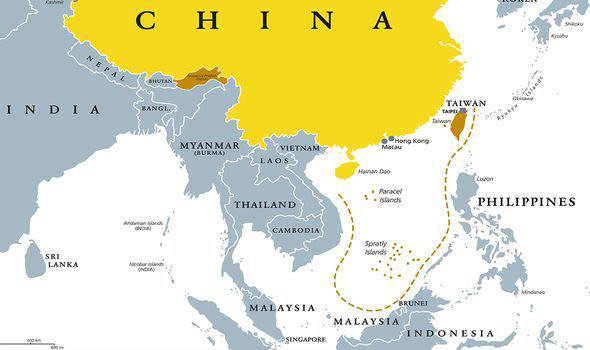 Kashmir
KOREA
CHINA
Shikoku
Kyushu
NEPAL
BHUTAN
Arunachal Pradesh
(INDIA)
Okinawa
Ryukyu Islands
INDIA
BANGL.
TAIWAN
TAIPEI
Taiwan
Hong Kong
Macau
MYANMAR
(BURMA)
VIETNAM
LAOS
Hainan Dao
Luzon
Paracel
Islands
THAILAND
PHILIPPINES
Andaman Islands
(INDIA)
CAMBODIA
Spratly
Islands
SRI
LANKA
Nicobar Islands
(INDIA)
Mindanao
BRUNEI
MALAYSIA
MALAYSIA
INDONESIA
SINGAPORE
400 km
400 mi